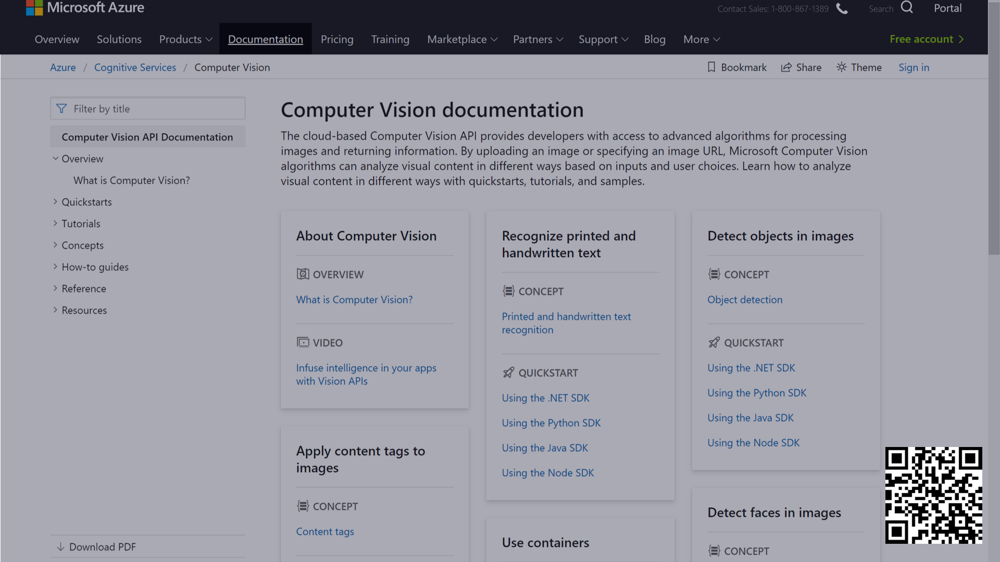 Microsoft Azure
Contact Sales: 1-800-867-1389
Search
Portal
Overview
Solutions
Products
Documentation
Pricing
Training
Marketplace
Partners
Support
Blog
More
Free account
Azure / Cognitive Services / Computer Vision
Bookmark
Share
Theme
Sign in
Filter by title
Computer Vision API Documentation
Overview
What is Computer Vision?
Quickstarts
Tutorials
Concepts
How-to guides
Reference
Resources
Download PDF
Computer Vision documentation
The cloud-based Computer Vision API provides developers with access to advanced algorithms for processing
images and returning information. By uploading an image or specifying an image URL, Microsoft Computer Vision
algorithms can analyze visual content in different ways based on inputs and user choices. Learn how to analyze
visual content in different ways with quickstarts, tutorials, and samples.
About Computer Vision
OVERVIEW
What is Computer Vision?
VIDEO
Infuse intelligence in your apps
with Vision APIs
Apply content tags to
images
CONCEPT
Content tags
Recognize printed and
handwritten text
CONCEPT
Printed and handwritten text
recognition
QUICKSTART
Using the .NET SDK
Using the Python SDK
Using the Java SDK
Using the Node SDK
Use containers
Detect objects in images
CONCEPT
Object detection
QUICKSTART
Using the .NET SDK
Using the Python SDK
Using the Java SDK
Using the Node SDK
Detect faces in images
CONCEPT